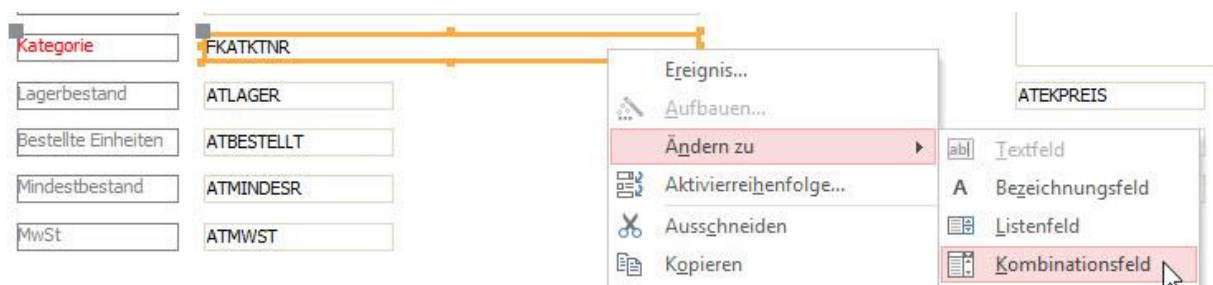 Kategorie FKATKTNR
Ereignis...
Lagerbestand ATLAGER ATEKPREIS
Aufbauen...
Bestellte Einheiten ATBESTELLT
Ändern zu ab Textfeld
Mindestbestand ATMINDESR
Aktivierreihenfolge... A Bezeichnungsfeld
MwSt ATMWST
Ausschneiden Listenfeld
Kopieren Kombinationsfeld